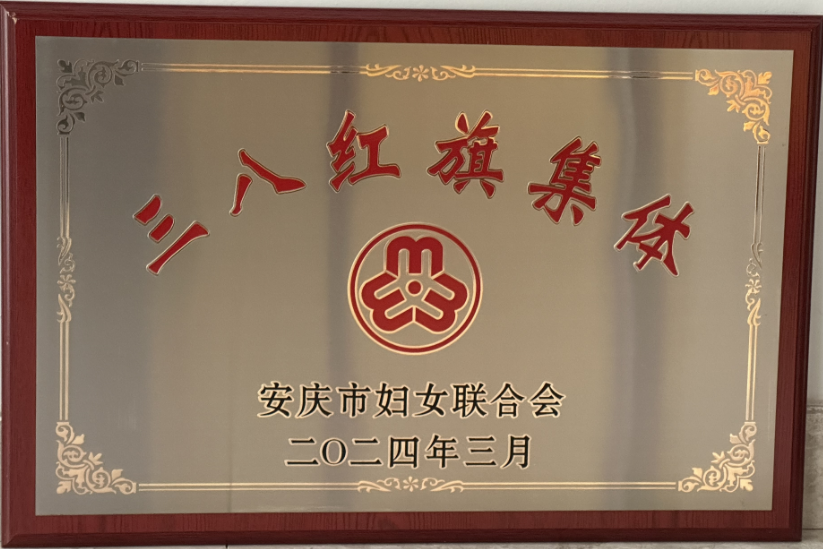 三八红旗集体
安庆市妇女联合会
二〇二四年三月